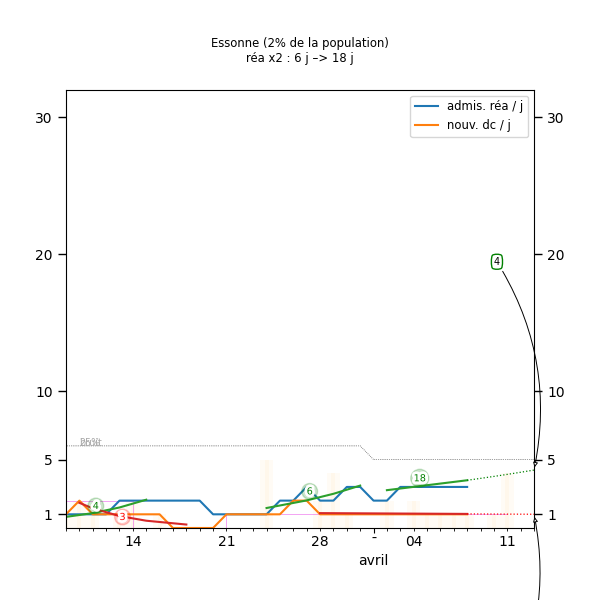 Essonne (2% de la population)
réa x2 : 6 j –> 18 j
admis. réa / j
nouv. dc / j
30 30
20 20
10 10
5 5
1 1
4
18
6
4
3
14 21 28 - 04 11
avril